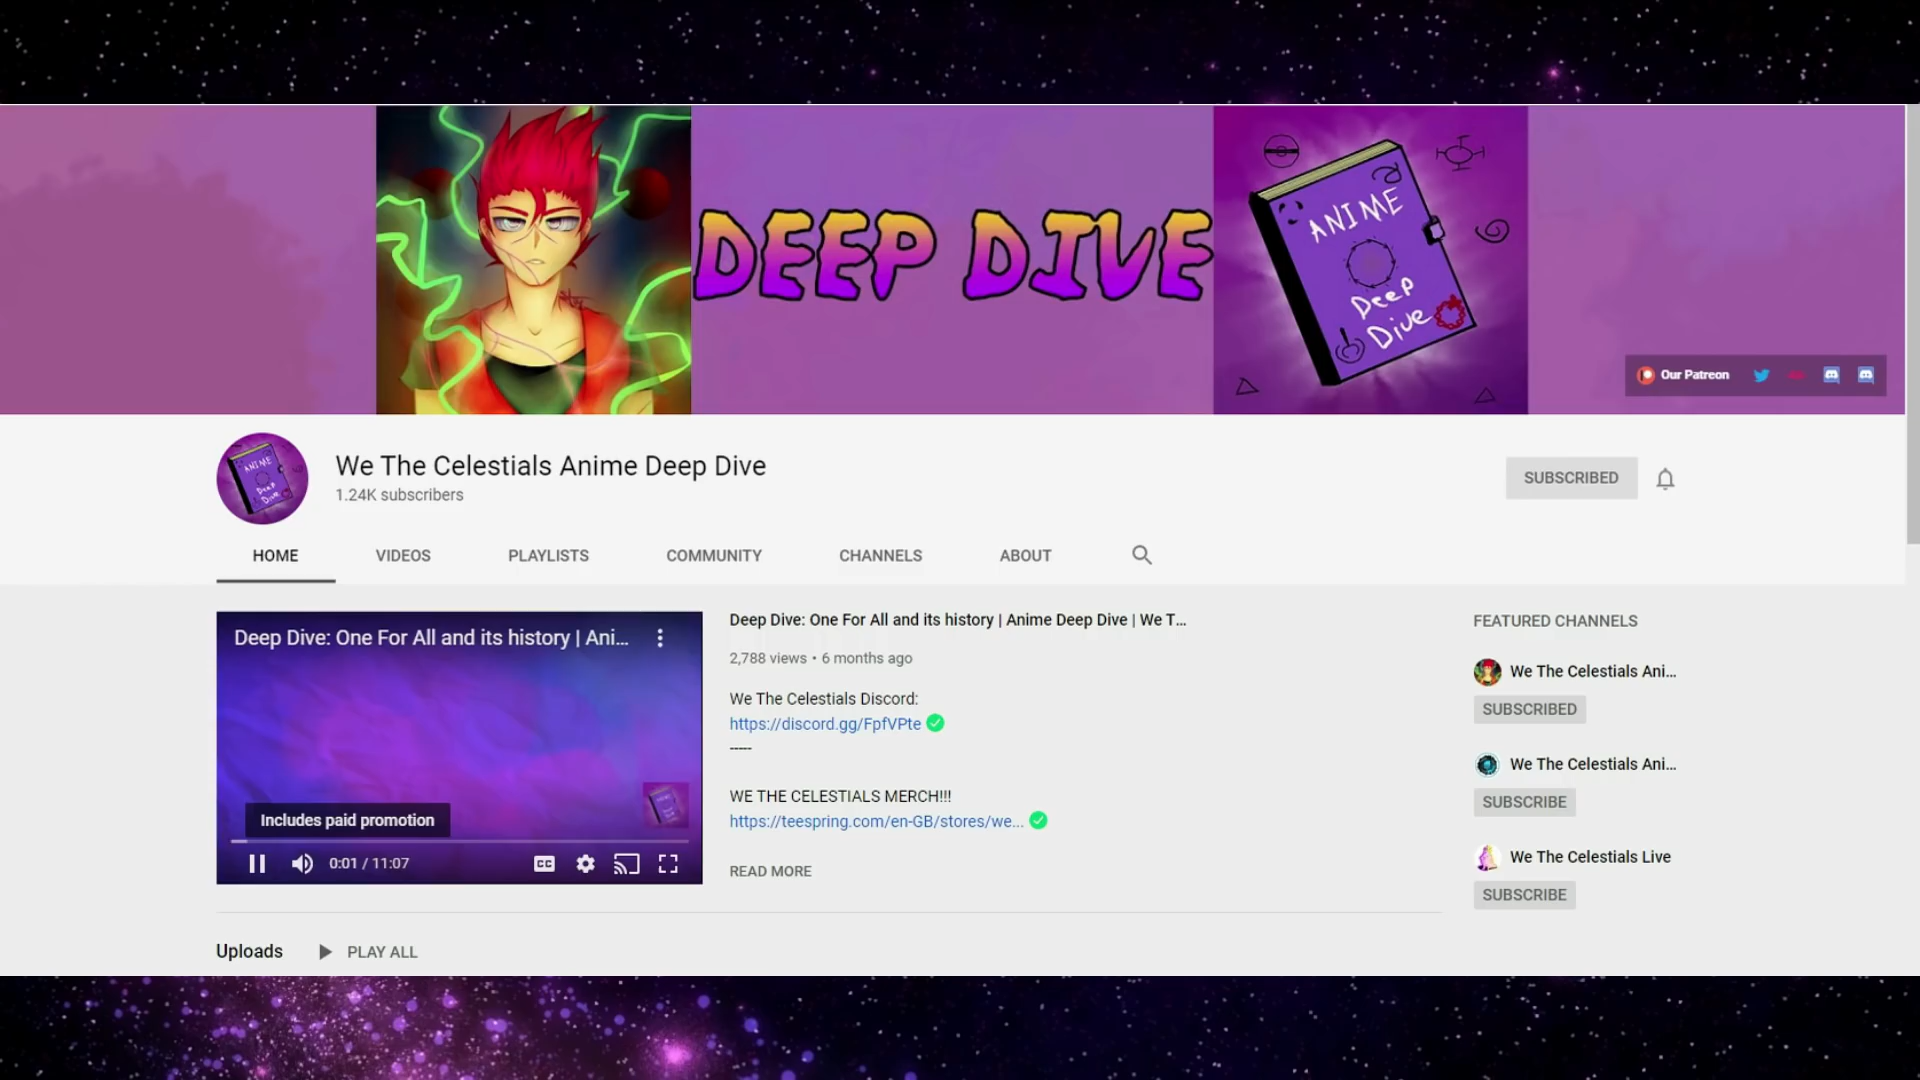 DEEP DIVE
ANIME
Deep
Dive
Our Patreon
ANIME
Deep
Dive
We The Celestials Anime Deep Dive
1.24K subscribers
SUBSCRIBED
HOME
VIDEOS
PLAYLISTS
COMMUNITY
CHANNELS
ABOUT
Deep Dive: One For All and its history | Ani...
Includes paid promotion
0:01 / 11:07
CC
Deep Dive: One For All and its history | Anime Deep Dive | We T...
2,788 views • 6 months ago
We The Celestials Discord:
https://discord.gg/FpfVPte
-----
WE THE CELESTIALS MERCH!!!
https://teespring.com/en-GB/stores/we...
READ MORE
FEATURED CHANNELS
We The Celestials Ani...
SUBSCRIBED
We The Celestials Ani...
SUBSCRIBE
We The Celestials Live
SUBSCRIBE
Uploads
PLAY ALL